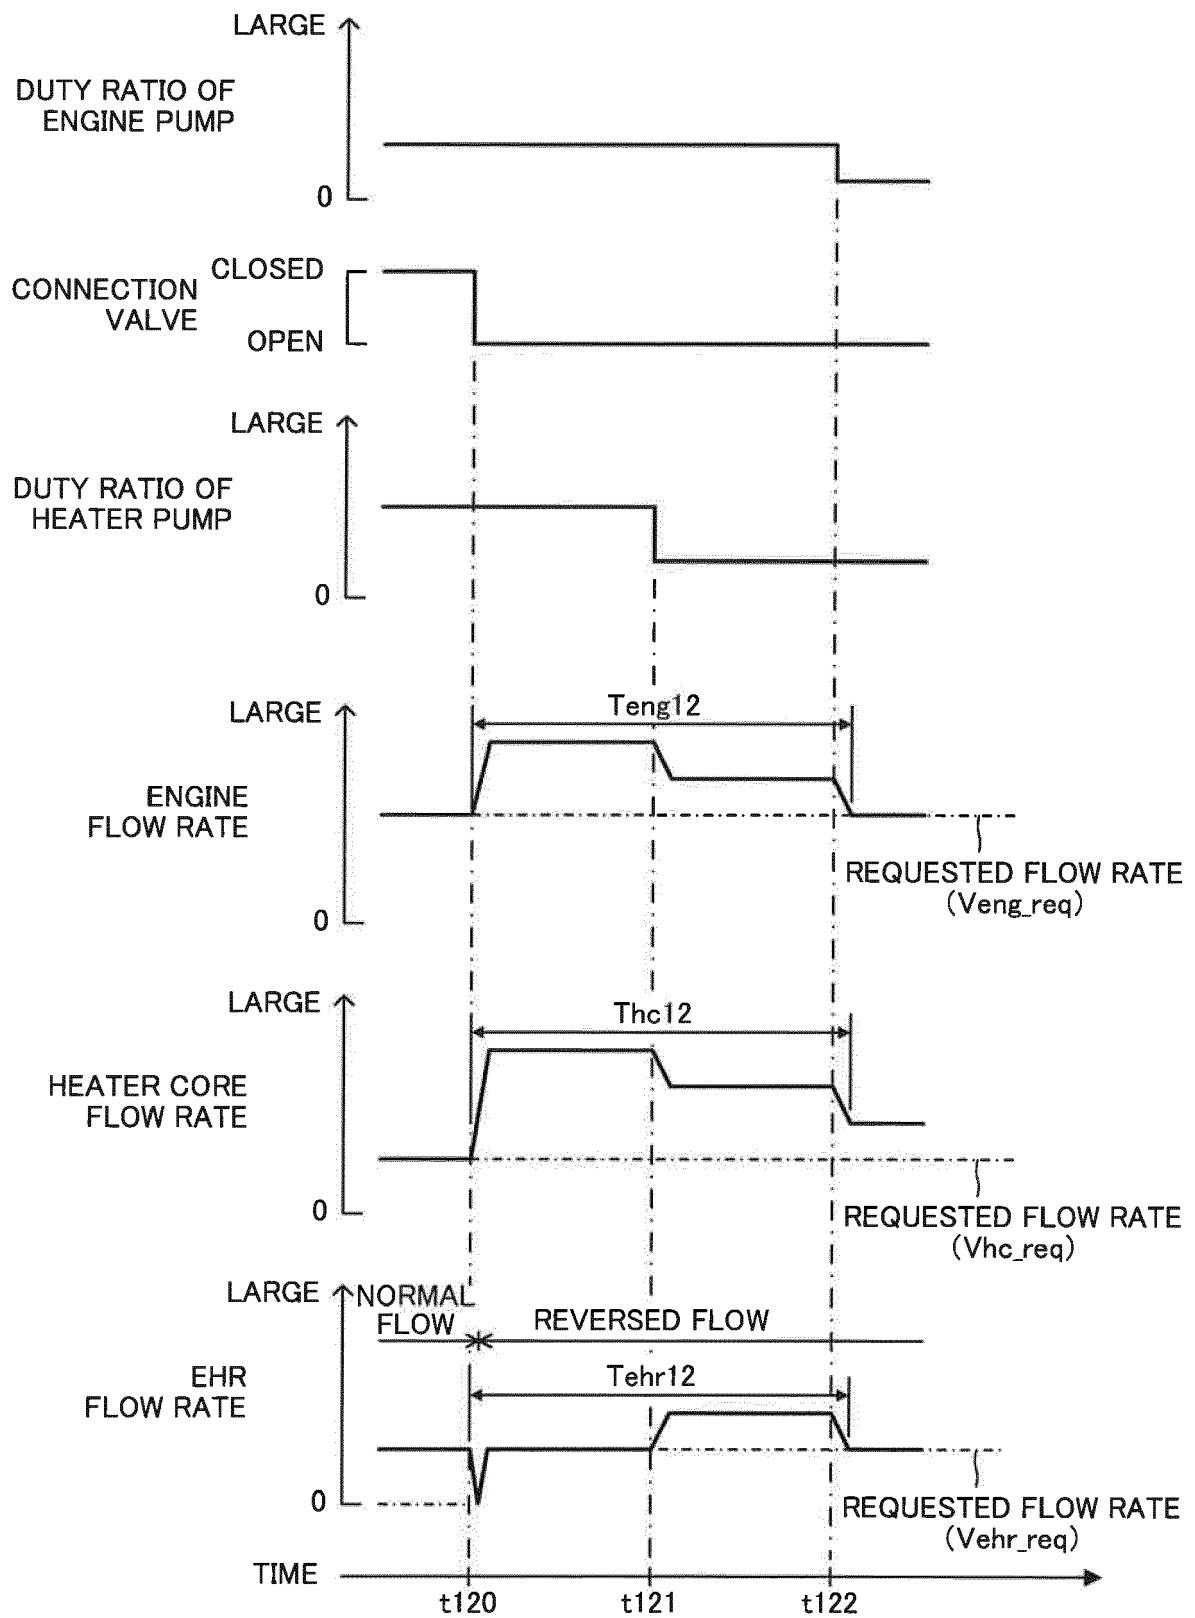 LARGE
DUTY RATIO OF
ENGINE PUMP
0
CLOSED
CONNECTION
VALVE
OPEN
LARGE
DUTY RATIO OF
HEATER PUMP
0
LARGE
Teng12
ENGINE
FLOW RATE
REQUESTED FLOW RATE
(Veng_req)
0
LARGE
Thc12
HEATER CORE
FLOW RATE
0
REQUESTED FLOW RATE
(Vhc_req)
LARGE
NORMAL
FLOW
REVERSED FLOW
EHR
FLOW RATE
Tehr12
0
REQUESTED FLOW RATE
(Vehr_req)
TIME
t120
t121
t122